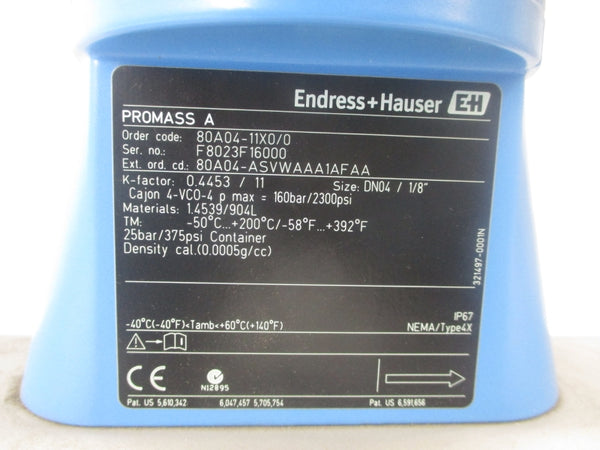 Endress+Hauser EH
PROMASS A
Order code: 80A04-11X0/0
Ser. no.: F8023F16000
Ext. ord. cd.: 80A04-ASVWAAA1AFAA
K-factor: 0.4453 / 11 Size: DN04 / 1/8"
Cajon 4-VCO-4 p max = 160bar/2300psi
Materials: 1.4539/904L
TM: -50°C...+200°C/-58°F...+392°F
25bar/375psi Container
Density cal.(0.0005g/cc)
321497-0001N
IP67
-40°C(-40°F)<Tamb<+60°C(+140°F) NEMA/Type4X
i
CE N12895
Pat. US 5,610,342 6,047,457 5,705,754 Pat. US 6,591,656